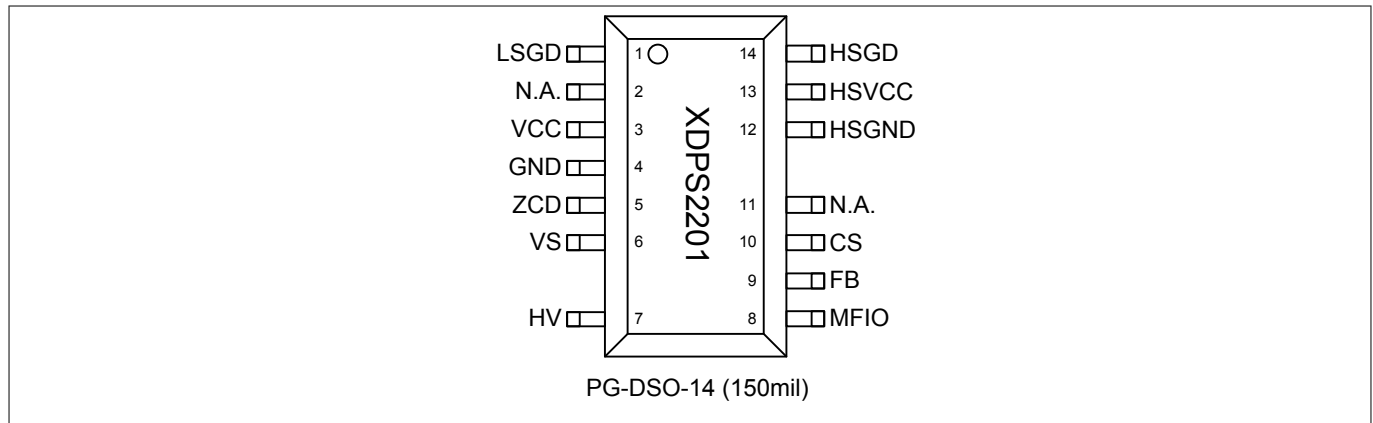 LSGD 1 14 HSGD
N.A. 2 13 HSVCC
VCC 3 12 HSGND
GND 4
ZCD 5 11 N.A.
VS 6 10 CS
9 FB
HV 7 8 MFIO
XDPS2201
PG-DSO-14 (150mil)